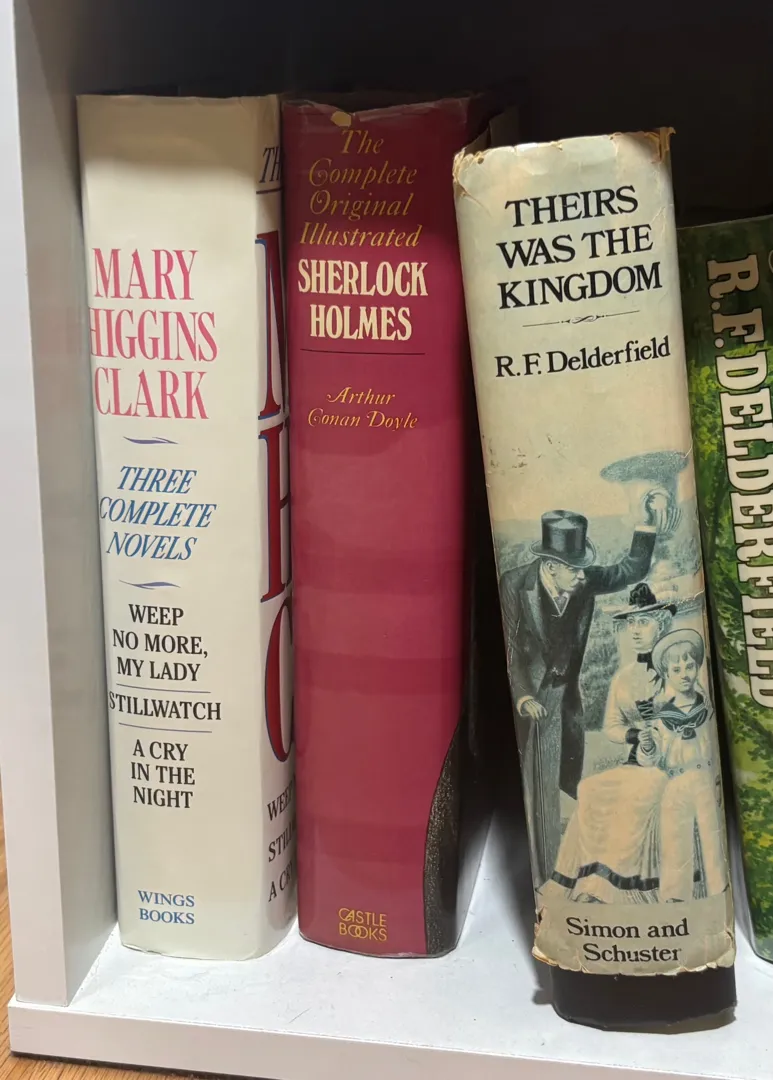 MARY
HIGGINS
CLARK
THREE
COMPLETE
NOVELS
WEEP
NO MORE,
MY LADY
STILLWATCH
A CRY
IN THE
NIGHT
WINGS
BOOKS
The
Complete
Original
Illustrated
SHERLOCK
HOLMES
Arthur
Conan Doyle
CASTLE
BOOKS
THEIRS
WAS THE
KINGDOM
R.F. Delderfield
Simon and
Schuster
R.F. DELDERFIELD